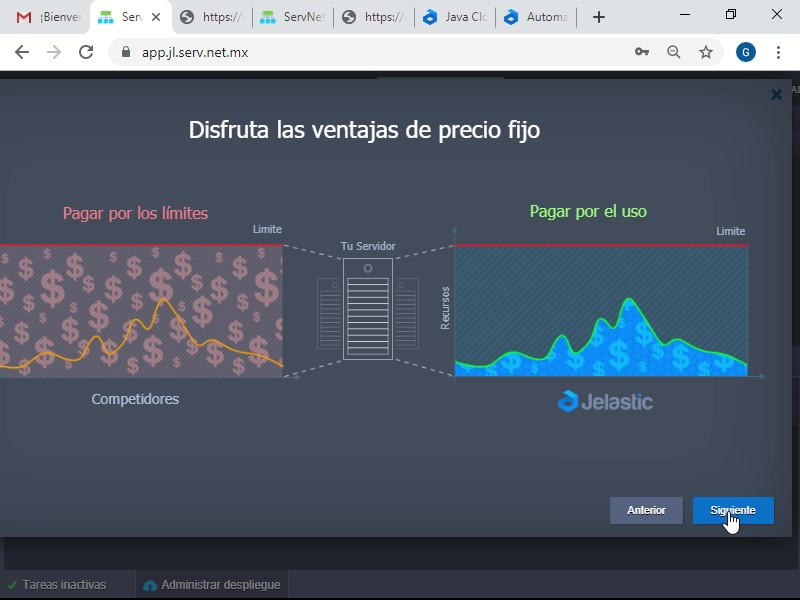 ¡Bienver
Serv
https://
ServNet
https://
Java Clo
Automa
app.jl.serv.net.mx
G
Disfruta las ventajas de precio fijo
Pagar por los límites
Limite
Competidores
Tu Servidor
Pagar por el uso
Limite
Recursos
Jelastic
Anterior
Siguiente
Tareas inactivas
Administrar despliegue